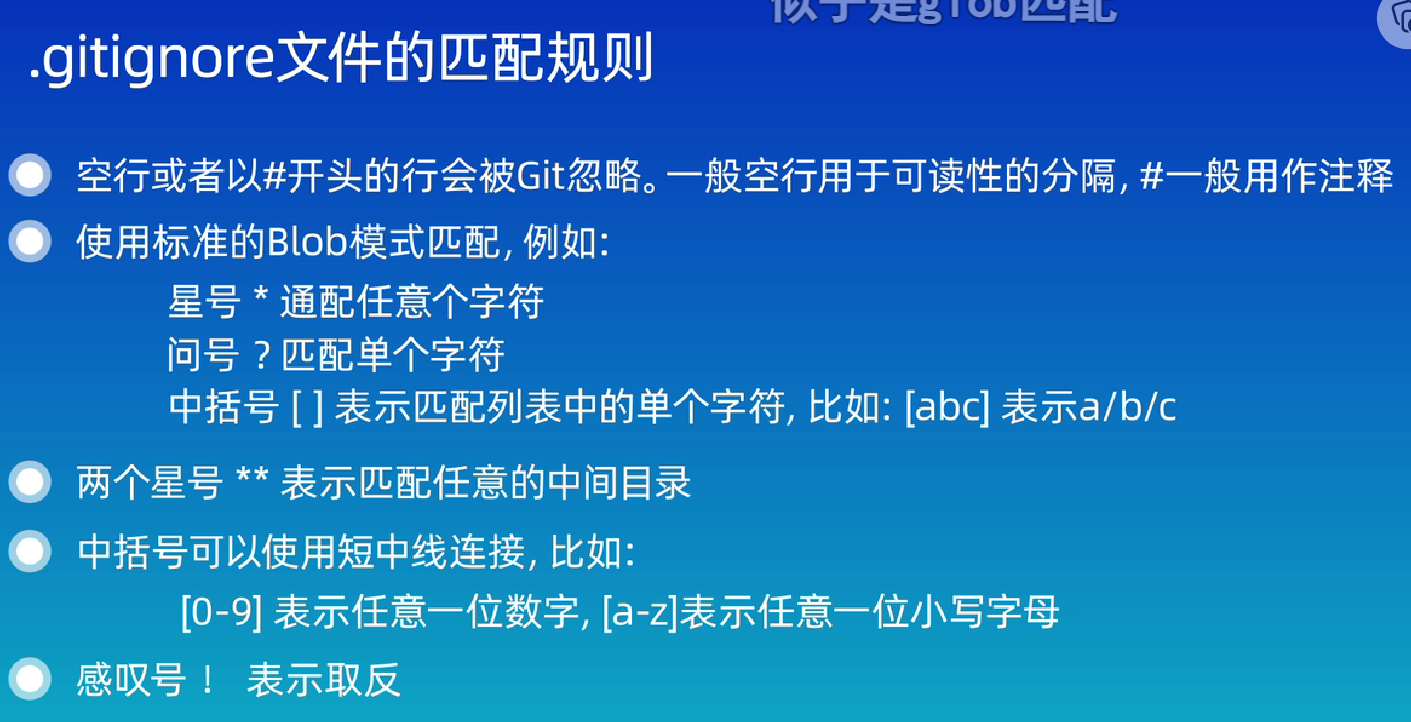 似乎是glob匹配
.gitignore文件的匹配规则
空行或者以#开头的行会被Git忽略。一般空行用于可读性的分隔, #一般用作注释
使用标准的Blob模式匹配, 例如:
星号 * 通配任意个字符
问号 ? 匹配单个字符
中括号 [ ] 表示匹配列表中的单个字符, 比如: [abc] 表示a/b/c
两个星号 ** 表示匹配任意的中间目录
中括号可以使用短中线连接, 比如:
[0-9] 表示任意一位数字, [a-z]表示任意一位小写字母
感叹号 ! 表示取反